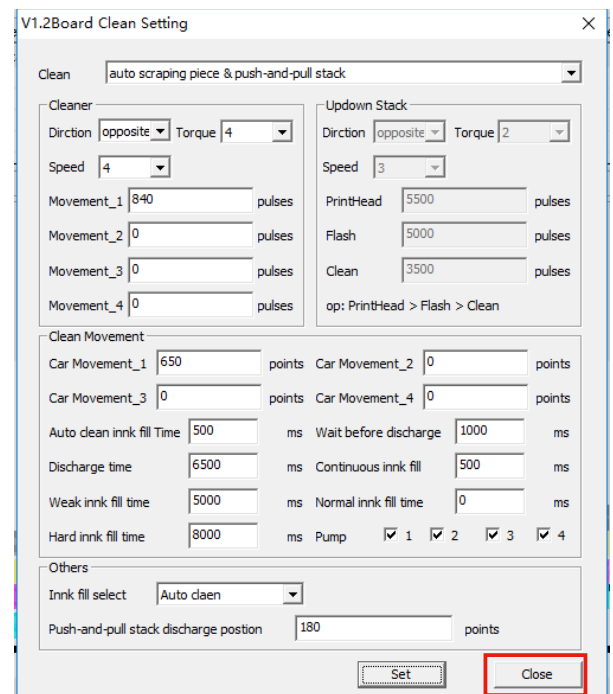 V1.2Board Clean Setting
Clean auto scraping piece & push-and-pull stack
Cleaner
Dirction opposite Torque 4
Speed 4
Movement_1 840 pulses
Movement_2 0 pulses
Movement_3 0 pulses
Movement_4 0 pulses
Updown Stack
Dirction opposite Torque 2
Speed 3
PrintHead 5500 pulses
Flash 5000 pulses
Clean 3500 pulses
op: PrintHead > Flash > Clean
Clean Movement
Car Movement_1 650 points Car Movement_2 0 points
Car Movement_3 0 points Car Movement_4 0 points
Auto clean innk fill Time 500 ms Wait before discharge 1000 ms
Discharge time 6500 ms Continuous innk fill 500 ms
Weak innk fill time 5000 ms Normal innk fill time 0 ms
Hard innk fill time 8000 ms Pump 1 2 3 4
Others
Innk fill select Auto claen
Push-and-pull stack discharge postion 180 points
Set Close